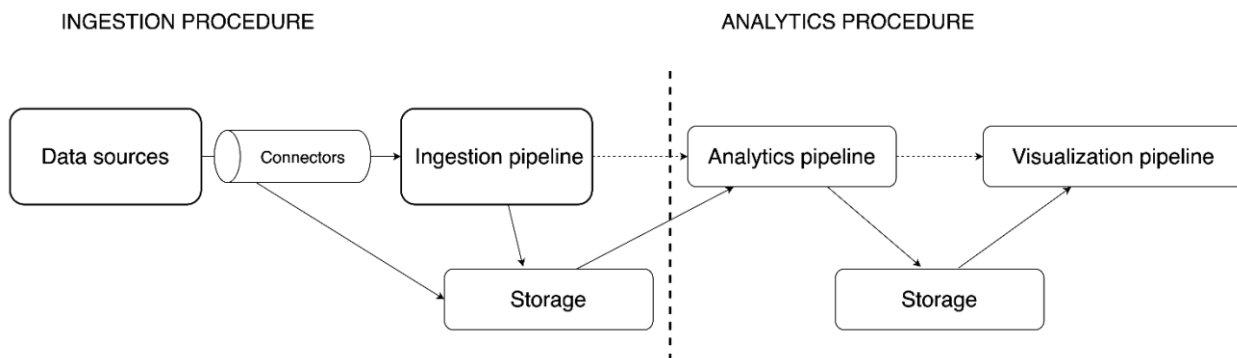 INGESTION PROCEDURE
ANALYTICS PROCEDURE
Data sources
Connectors
Ingestion pipeline
Analytics pipeline
Visualization pipeline
Storage
Storage